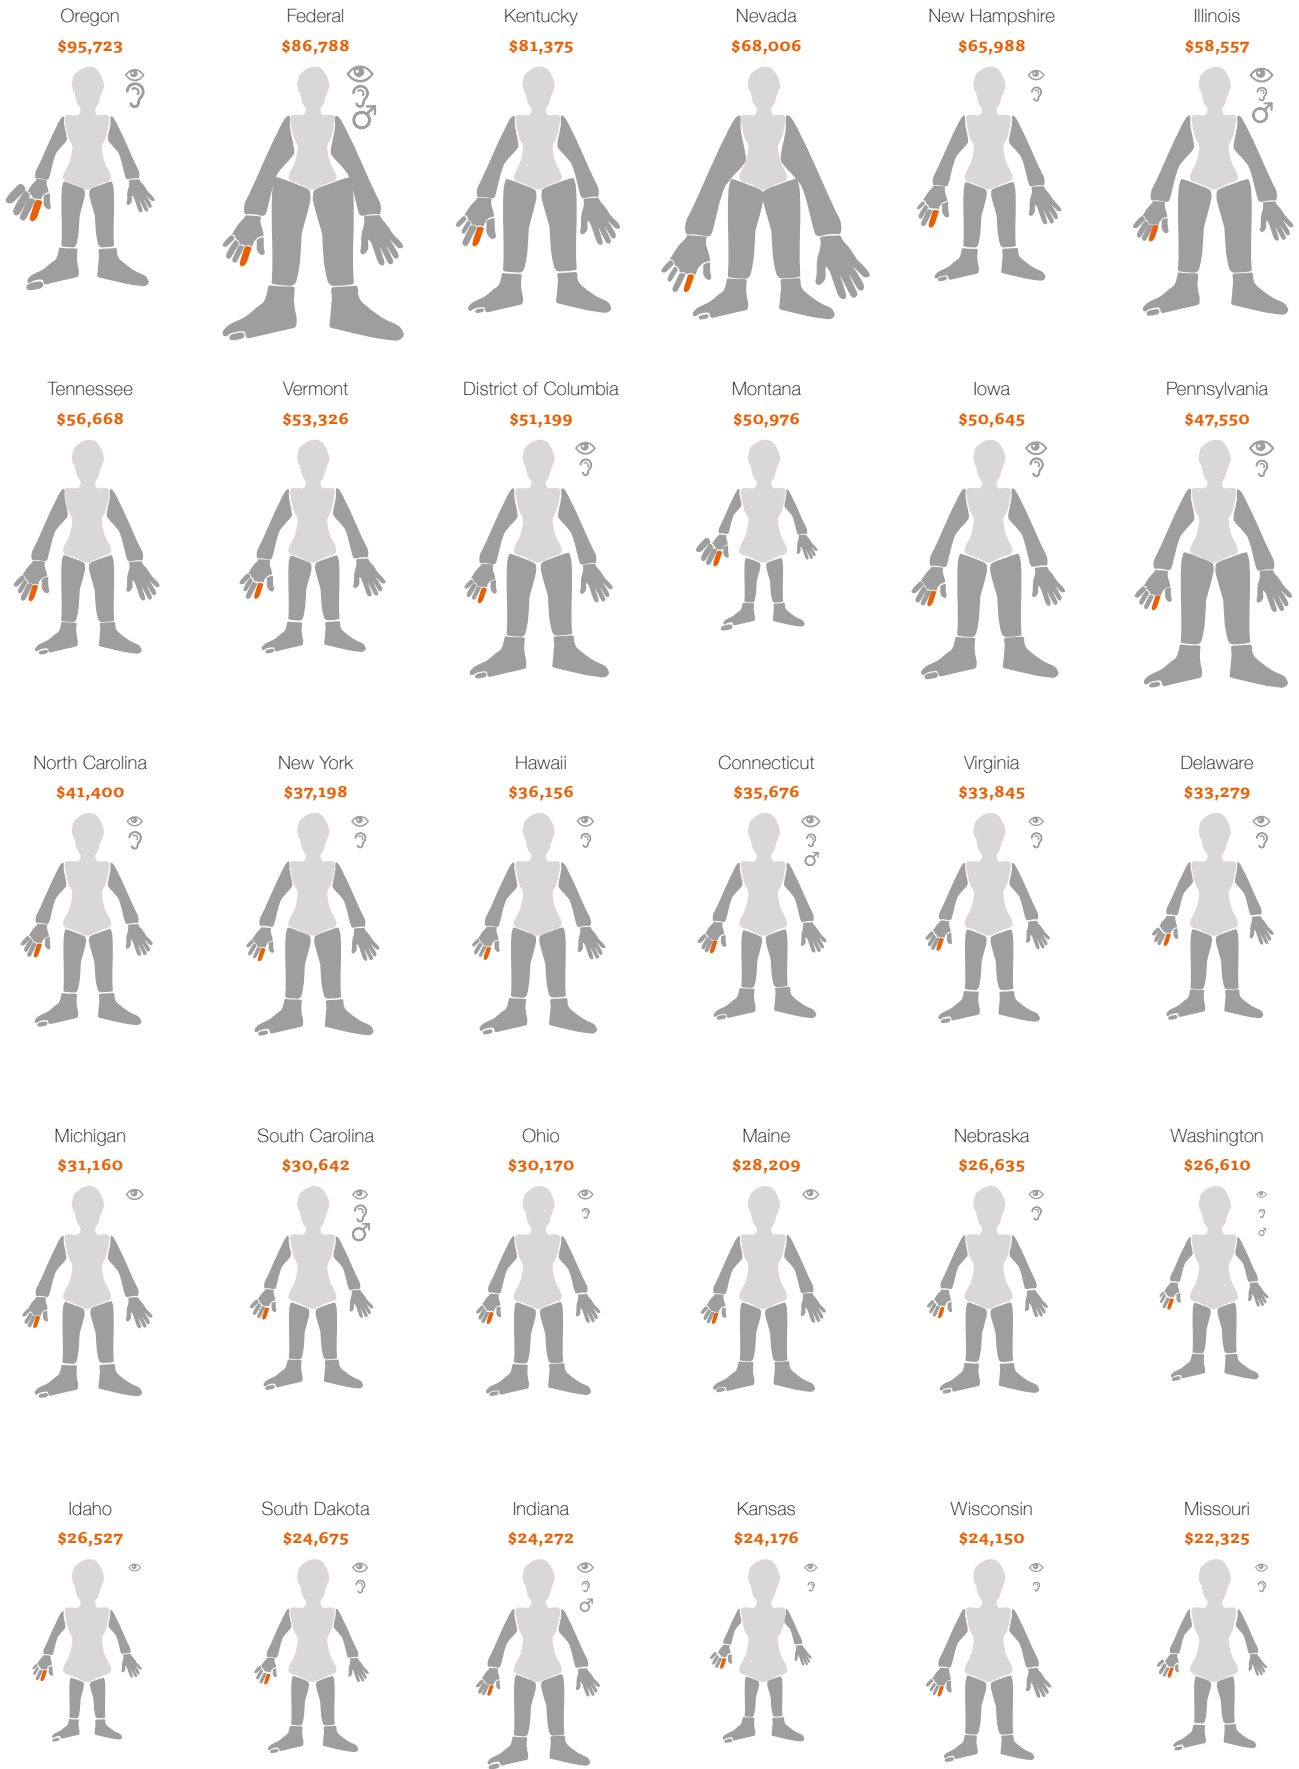 Oregon
$95,723
Federal
$86,788
Kentucky
$81,375
Nevada
$68,006
New Hampshire
$65,988
Illinois
$58,557
Tennessee
$56,668
Vermont
$53,326
District of Columbia
$51,199
Montana
$50,976
Iowa
$50,645
Pennsylvania
$47,550
North Carolina
$41,400
New York
$37,198
Hawaii
$36,156
Connecticut
$35,676
Virginia
$33,845
Delaware
$33,279
Michigan
$31,160
South Carolina
$30,642
Ohio
$30,170
Maine
$28,209
Nebraska
$26,635
Washington
$26,610
Idaho
$26,527
South Dakota
$24,675
Indiana
$24,272
Kansas
$24,176
Wisconsin
$24,150
Missouri
$22,325